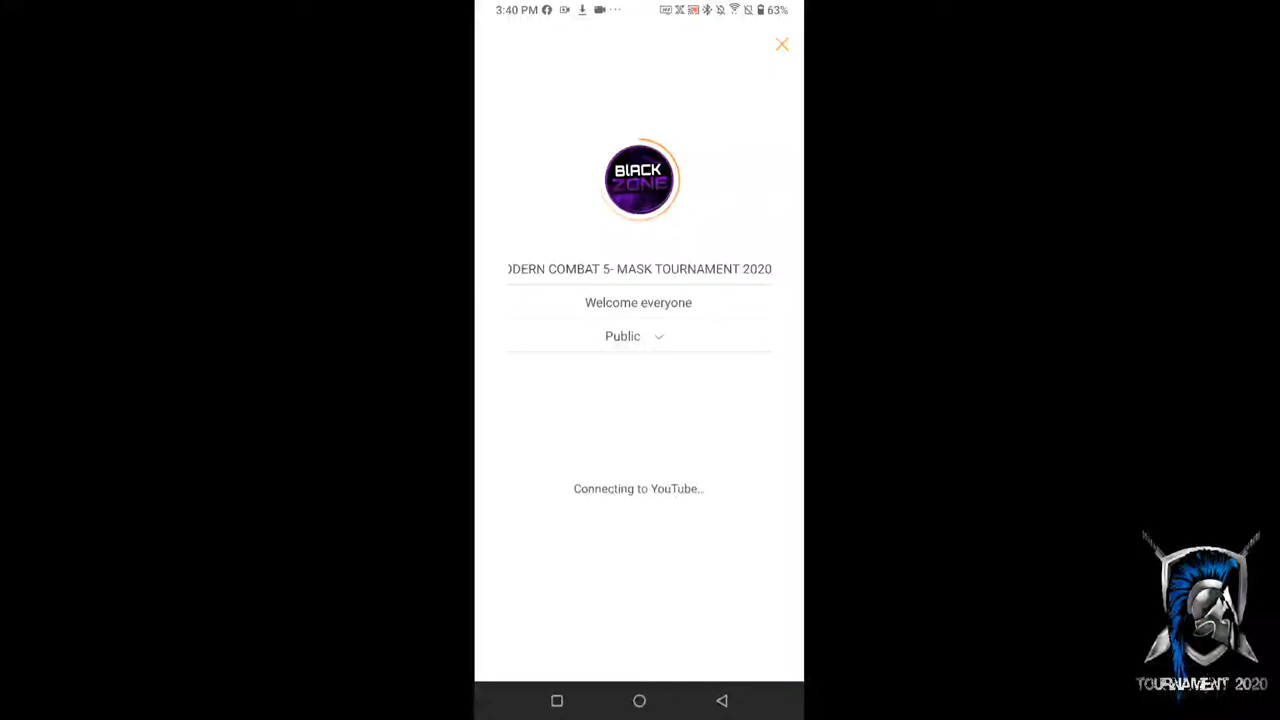 3:40 PM
63%
BlACK
ZONE
ODERN COMBAT 5- MASK TOURNAMENT 2020
Welcome everyone
Public
Connecting to YouTube...
TOURNAMENT 2020